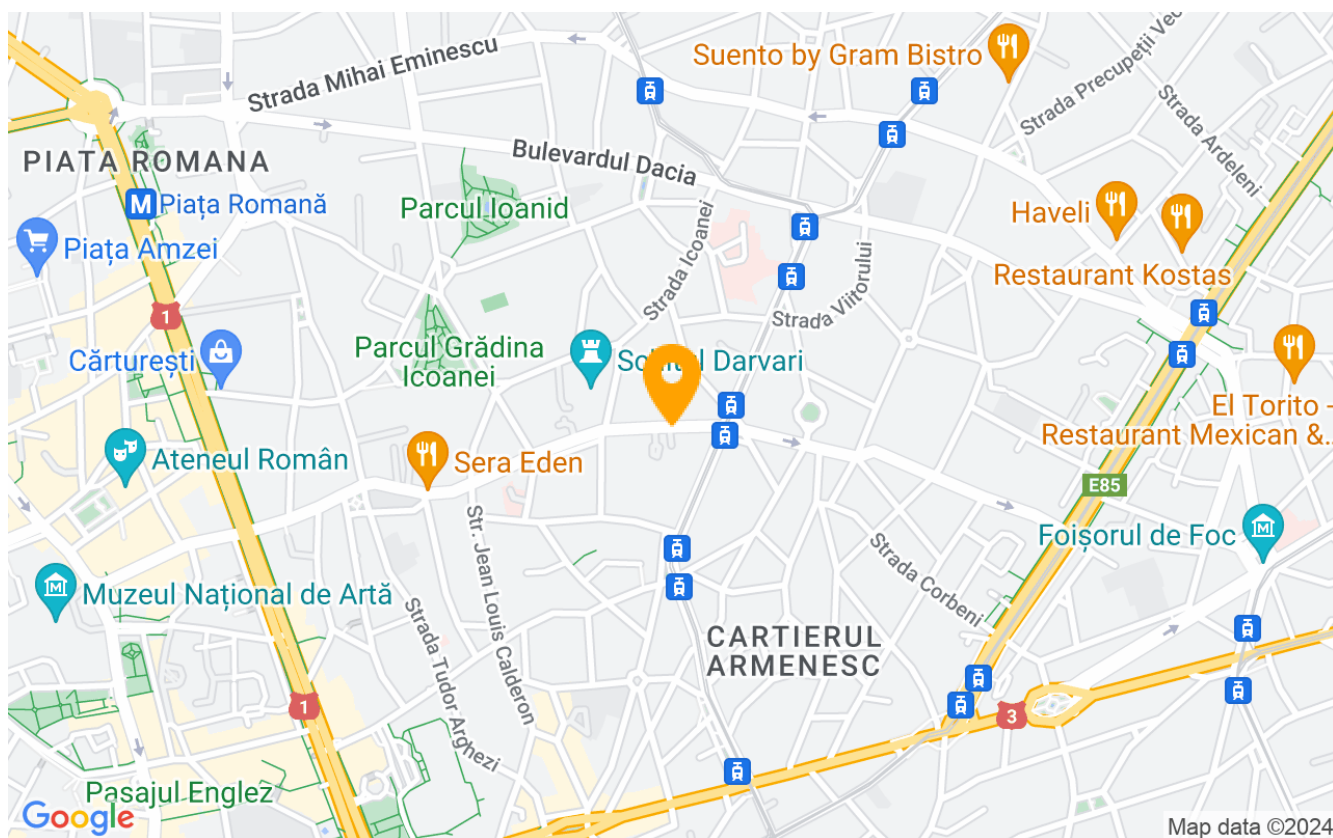 Suento by Gram Bistro
Strada Mihai Eminescu
Strada Precupeții Vec
Strada Ardeleni
PIAȚA ROMANA
Bulevardul Dacia
M
Piața Romană
Parcul Ioanid
Haveli
Piața Amzei
Strada Icoanei
Restaurant Kostas
Strada Viitorului
1
Parcul Grădina
Icoanei
Cărturești
Schitul Darvari
El Torito -
Restaurant Mexican &..
Ateneul Român
Sera Eden
E85
Str. Jean Louis Calderon
Foișorul de Foc
Strada Corbeni
Muzeul Național de Artă
Strada Tudor Arghezi
CARTIERUL
ARMENESC
1
3
Pasajul Englez
Google
Map data ©2024